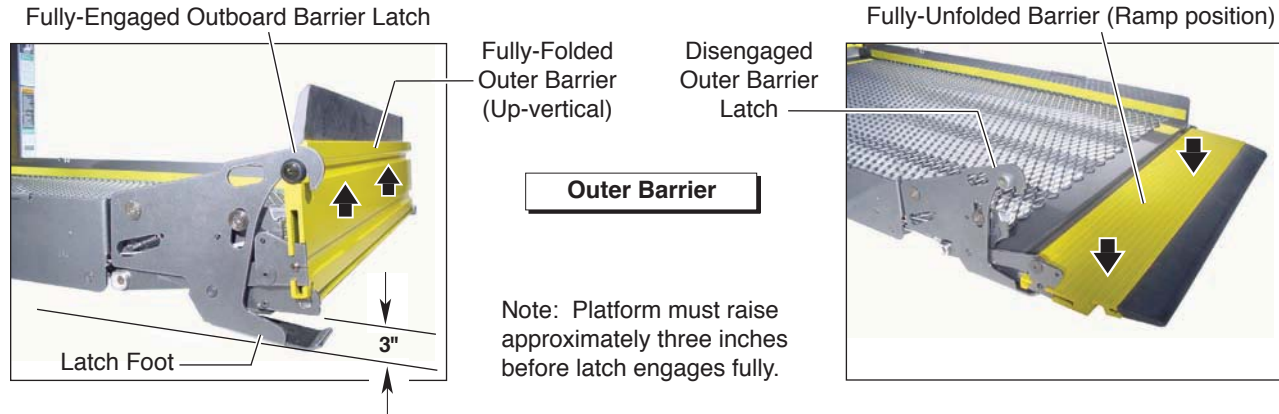 Fully-Engaged Outboard Barrier Latch
Fully-Folded
Outer Barrier
(Up-vertical)
Disengaged
Outer Barrier
Latch
Fully-Unfolded Barrier (Ramp position)
Outer Barrier
Note:  Platform must raise
approximately three inches
before latch engages fully.
Latch Foot
3"